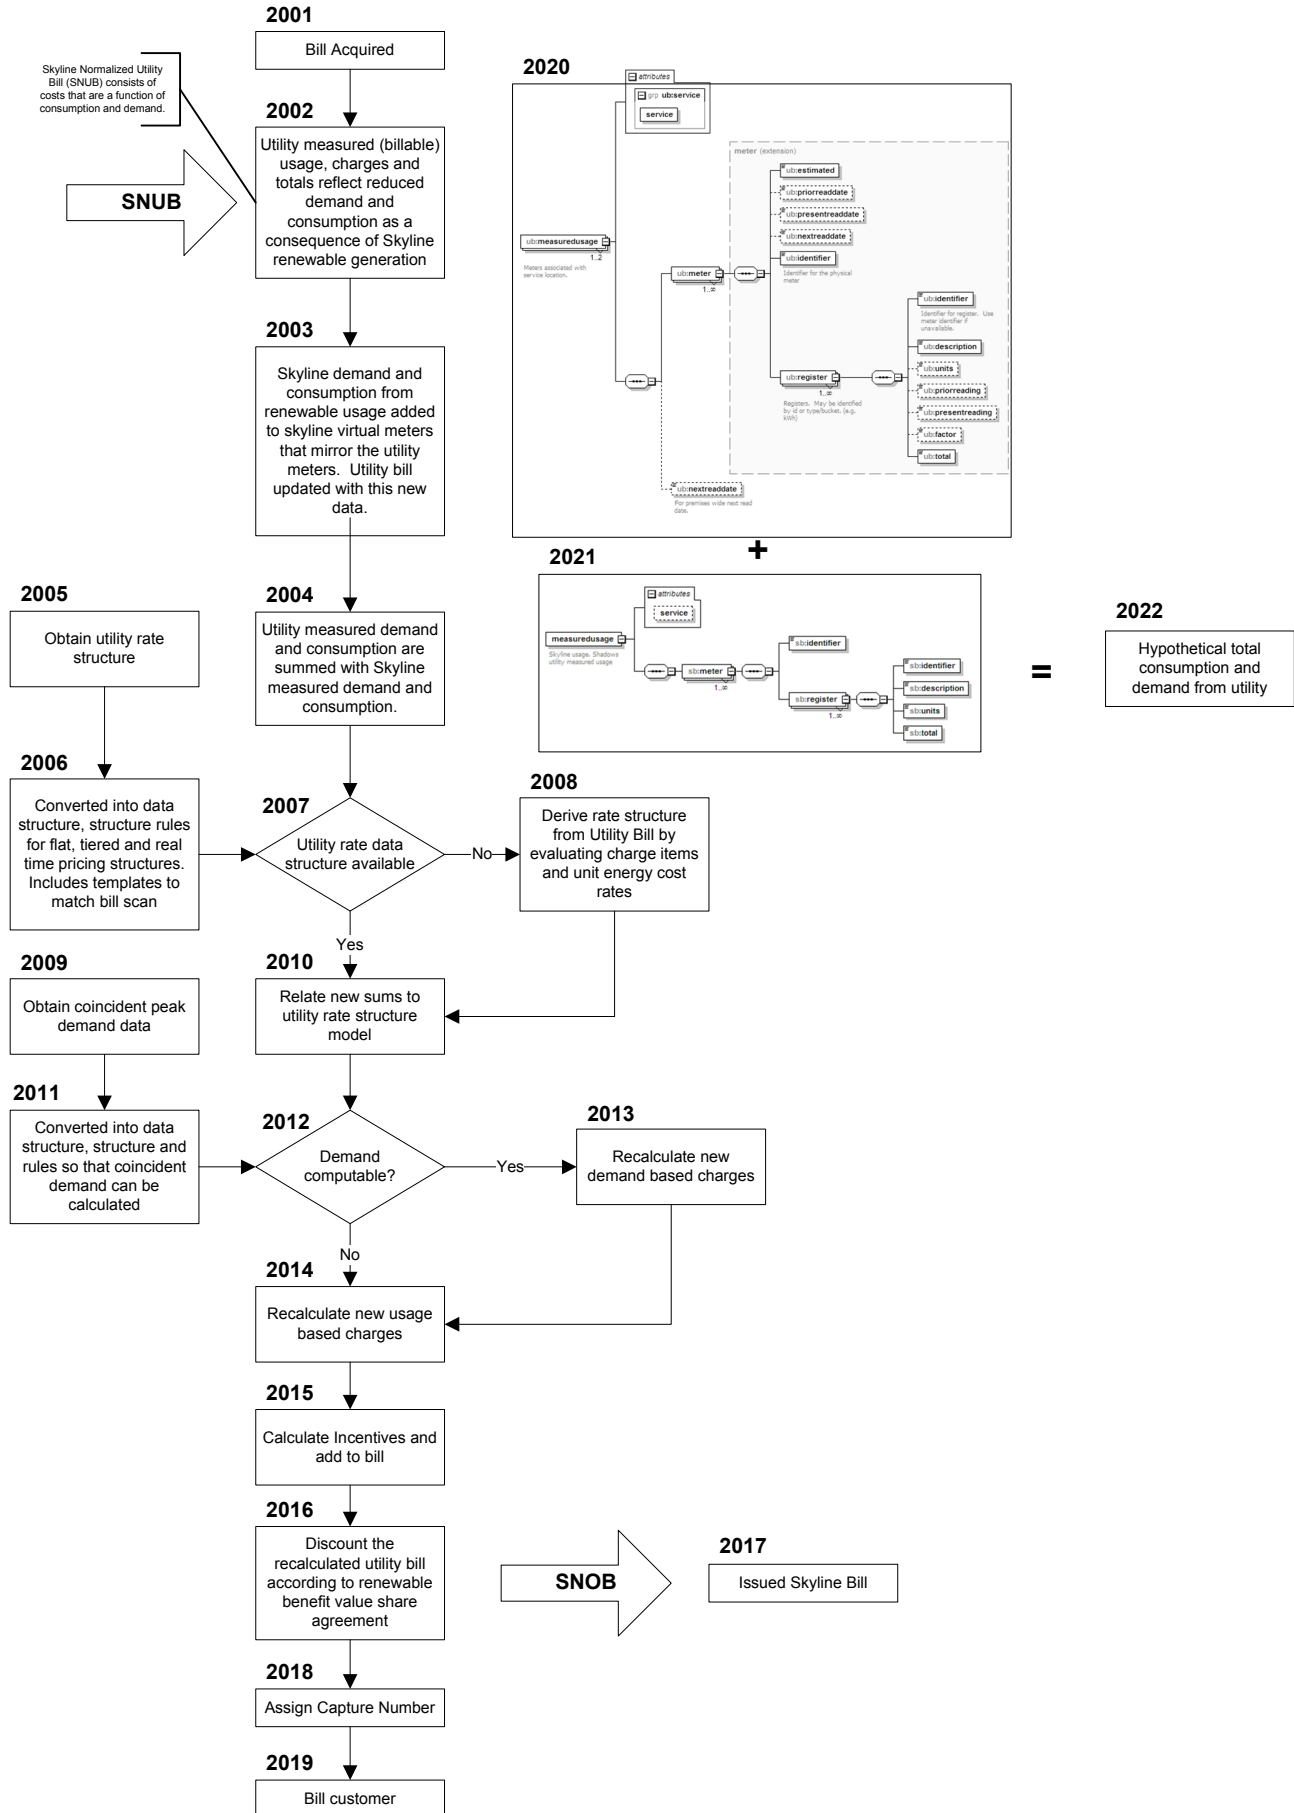 2001
Bill Acquired
Skyline Normalized Utility
Bill (SNUB) consists of
costs that are a function of
consumption and demand.
SNUB
2002
Utility measured (billable)
usage, charges and
totals reflect reduced
demand and
consumption as a
consequence of Skyline
renewable generation
2003
Skyline demand and
consumption from
renewable usage added
to skyline virtual meters
that mirror the utility
meters. Utility bill
updated with this new
data.
2020
attributes
grp ub:service
service
meter (extension)
ub:estimated
ub:priorreaddate
ub:presentreaddate
ub:nextreaddate
ub:identifier
Identifier for the physical
meter
ub:measuredusage
1..2
Meters associated with
service location.
ub:meter
1..∞
ub:identifier
Identifier for register. Use
meter identifier if
unavailable.
ub:description
ub:units
ub:priorreading
ub:presentreading
ub:factor
ub:total
ub:register
1..∞
Registers. May be identified
by id or type/bucket. (e.g.
kWh)
ub:nextreaddate
For premises wide next read
date.
+
2021
attributes
service
measuredusage
Skyline usage. Shadows
utility measured usage
sb:meter
1..∞
sb:identifier
sb:register
1..∞
sb:identifier
sb:description
sb:units
sb:total
=
2022
Hypothetical total
consumption and
demand from utility
2005
Obtain utility rate
structure
2004
Utility measured demand
and consumption are
summed with Skyline
measured demand and
consumption.
2006
Converted into data
structure, structure rules
for flat, tiered and real
time pricing structures.
Includes templates to
match bill scan
2007
Utility rate data
structure available
No
2008
Derive rate structure
from Utility Bill by
evaluating charge items
and unit energy cost
rates
Yes
2009
Obtain coincident peak
demand data
2010
Relate new sums to
utility rate structure
model
2011
Converted into data
structure, structure and
rules so that coincident
demand can be
calculated
2012
Demand
computable?
Yes
2013
Recalculate new
demand based charges
No
2014
Recalculate new usage
based charges
2015
Calculate Incentives and
add to bill
2016
Discount the
recalculated utility bill
according to renewable
benefit value share
agreement
SNOB
2017
Issued Skyline Bill
2018
Assign Capture Number
2019
Bill customer